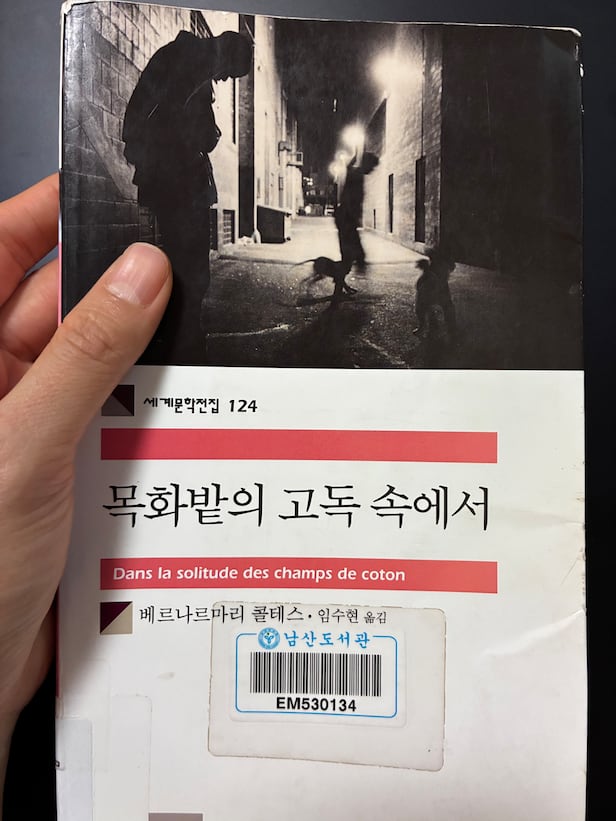 세계문학전집 124
목화밭의 고독 속에서
Dans la solitude des champs de coton
베르나르마리 콜테스 · 임수현 옮김
남산도서관
EM530134